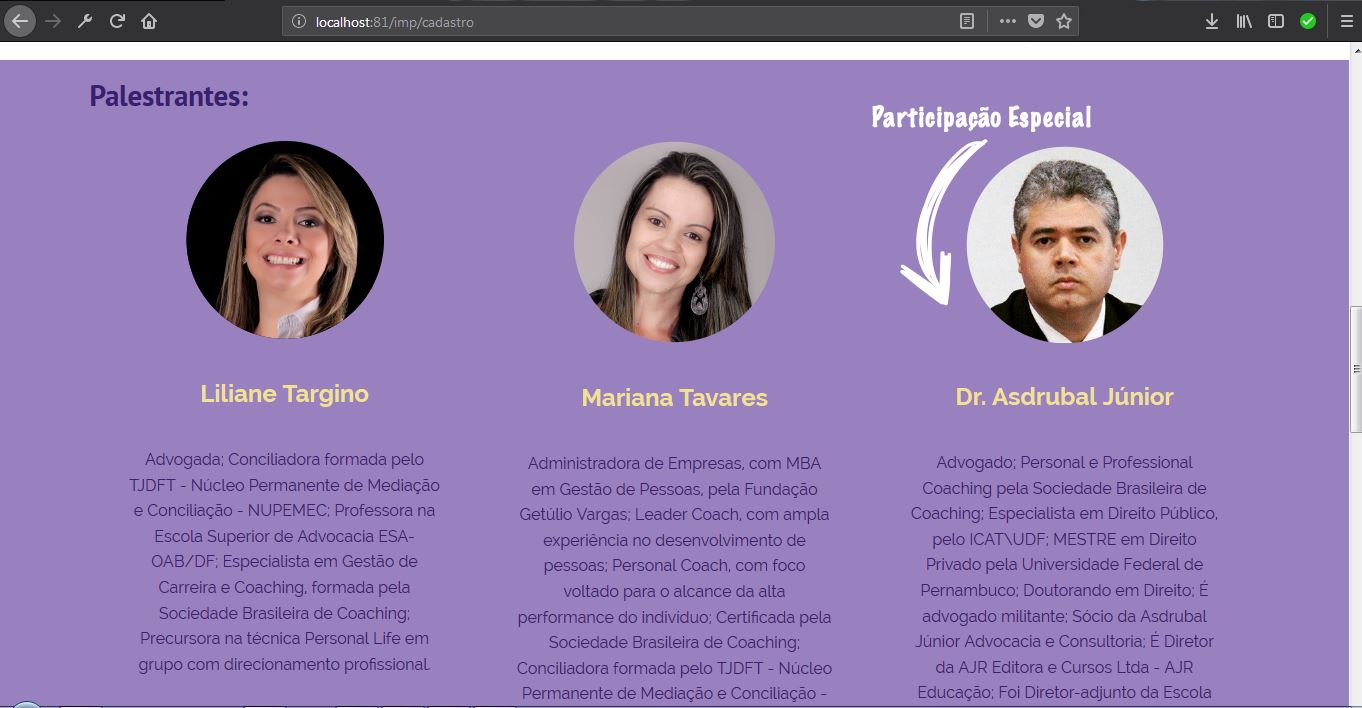 localhost:81/imp/cadastro
Palestrantes:
Participação Especial
Liliane Targino
Advogada; Conciliadora formada pelo
TJDFT - Núcleo Permanente de Mediação
e Conciliação - NUPEMEC; Professora na
Escola Superior de Advocacia ESA-
OAB/DF; Especialista em Gestão de
Carreira e Coaching, formada pela
Sociedade Brasileira de Coaching;
Precursora na técnica Personal Life em
grupo com direcionamento profissional.
Mariana Tavares
Administradora de Empresas, com MBA
em Gestão de Pessoas, pela Fundação
Getúlio Vargas; Leader Coach, com ampla
experiência no desenvolvimento de
pessoas; Personal Coach, com foco
voltado para o alcance da alta
performance do indivíduo; Certificada pela
Sociedade Brasileira de Coaching;
Conciliadora formada pelo TJDFT - Núcleo
Permanente de Mediação e Conciliação -
Dr. Asdrubal Júnior
Advogado; Personal e Professional
Coaching pela Sociedade Brasileira de
Coaching; Especialista em Direito Público,
pelo ICAT\UDF; MESTRE em Direito
Privado pela Universidade Federal de
Pernambuco; Doutorando em Direito; É
advogado militante; Sócio da Asdrubal
Júnior Advocacia e Consultoria; É Diretor
da AJR Editora e Cursos Ltda - AJR
Educação; Foi Diretor-adjunto da Escola